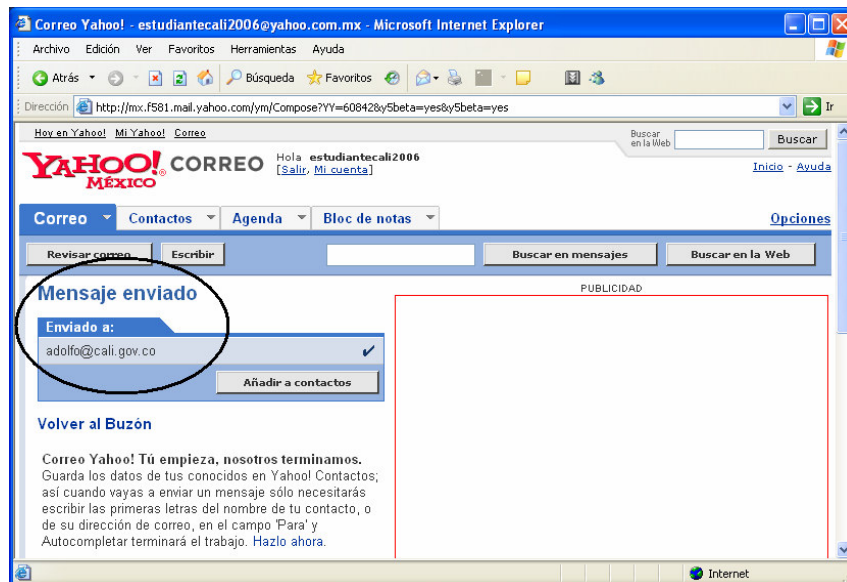 Correo Yahoo! - estudiantecali2006@yahoo.com.mx - Microsoft Internet Explorer
Archivo Edición Ver Favoritos Herramientas Ayuda
Atrás Búsqueda Favoritos
Dirección http://mx.f581.mail.yahoo.com/ym/Compose?YY=60842&y5beta=yes&y5beta=yes Ir
Hoy en Yahoo! Mi Yahoo! Correo
Buscar en la Web Buscar
YAHOO! MÉXICO CORREO
Hola estudiantecali2006
[Salir, Mi cuenta]
Inicio - Ayuda
Correo Contactos Agenda Bloc de notas Opciones
Revisar correo Escribir Buscar en mensajes Buscar en la Web
Mensaje enviado
PUBLICIDAD
Enviado a:
adolfo@cali.gov.co
Añadir a contactos
Volver al Buzón
Correo Yahoo! Tú empieza, nosotros terminamos.
Guarda los datos de tus conocidos en Yahoo! Contactos;
así cuando vayas a enviar un mensaje sólo necesitarás
escribir las primeras letras del nombre de tu contacto, o
de su dirección de correo, en el campo 'Para' y
Autocompletar terminará el trabajo. Hazlo ahora.
Internet